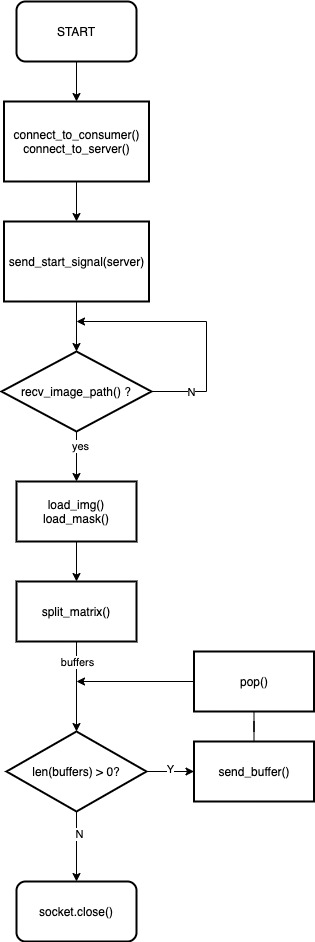 START
connect_to_consumer()
connect_to_server()
send_start_signal(server)
recv_image_path() ?
N
yes
load_img()
load_mask()
split_matrix()
buffers
pop()
len(buffers) > 0?
Y
send_buffer()
N
socket.close()